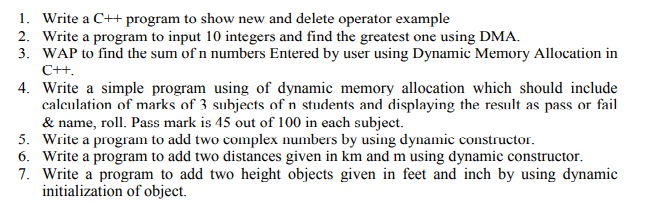 1. Write a C++ program to show new and delete operator example
2. Write a program to input 10 integers and find the greatest one using DMA.
3. WAP to find the sum of n numbers Entered by user using Dynamic Memory Allocation in
C++.
4. Write a simple program using of dynamic memory allocation which should include
calculation of marks of 3 subjects of n students and displaying the result as pass or fail
& name, roll. Pass mark is 45 out of 100 in each subject.
5. Write a program to add two complex numbers by using dynamic constructor.
6. Write a program to add two distances given in km and m using dynamic constructor.
7. Write a program to add two height objects given in feet and inch by using dynamic
initialization of object.